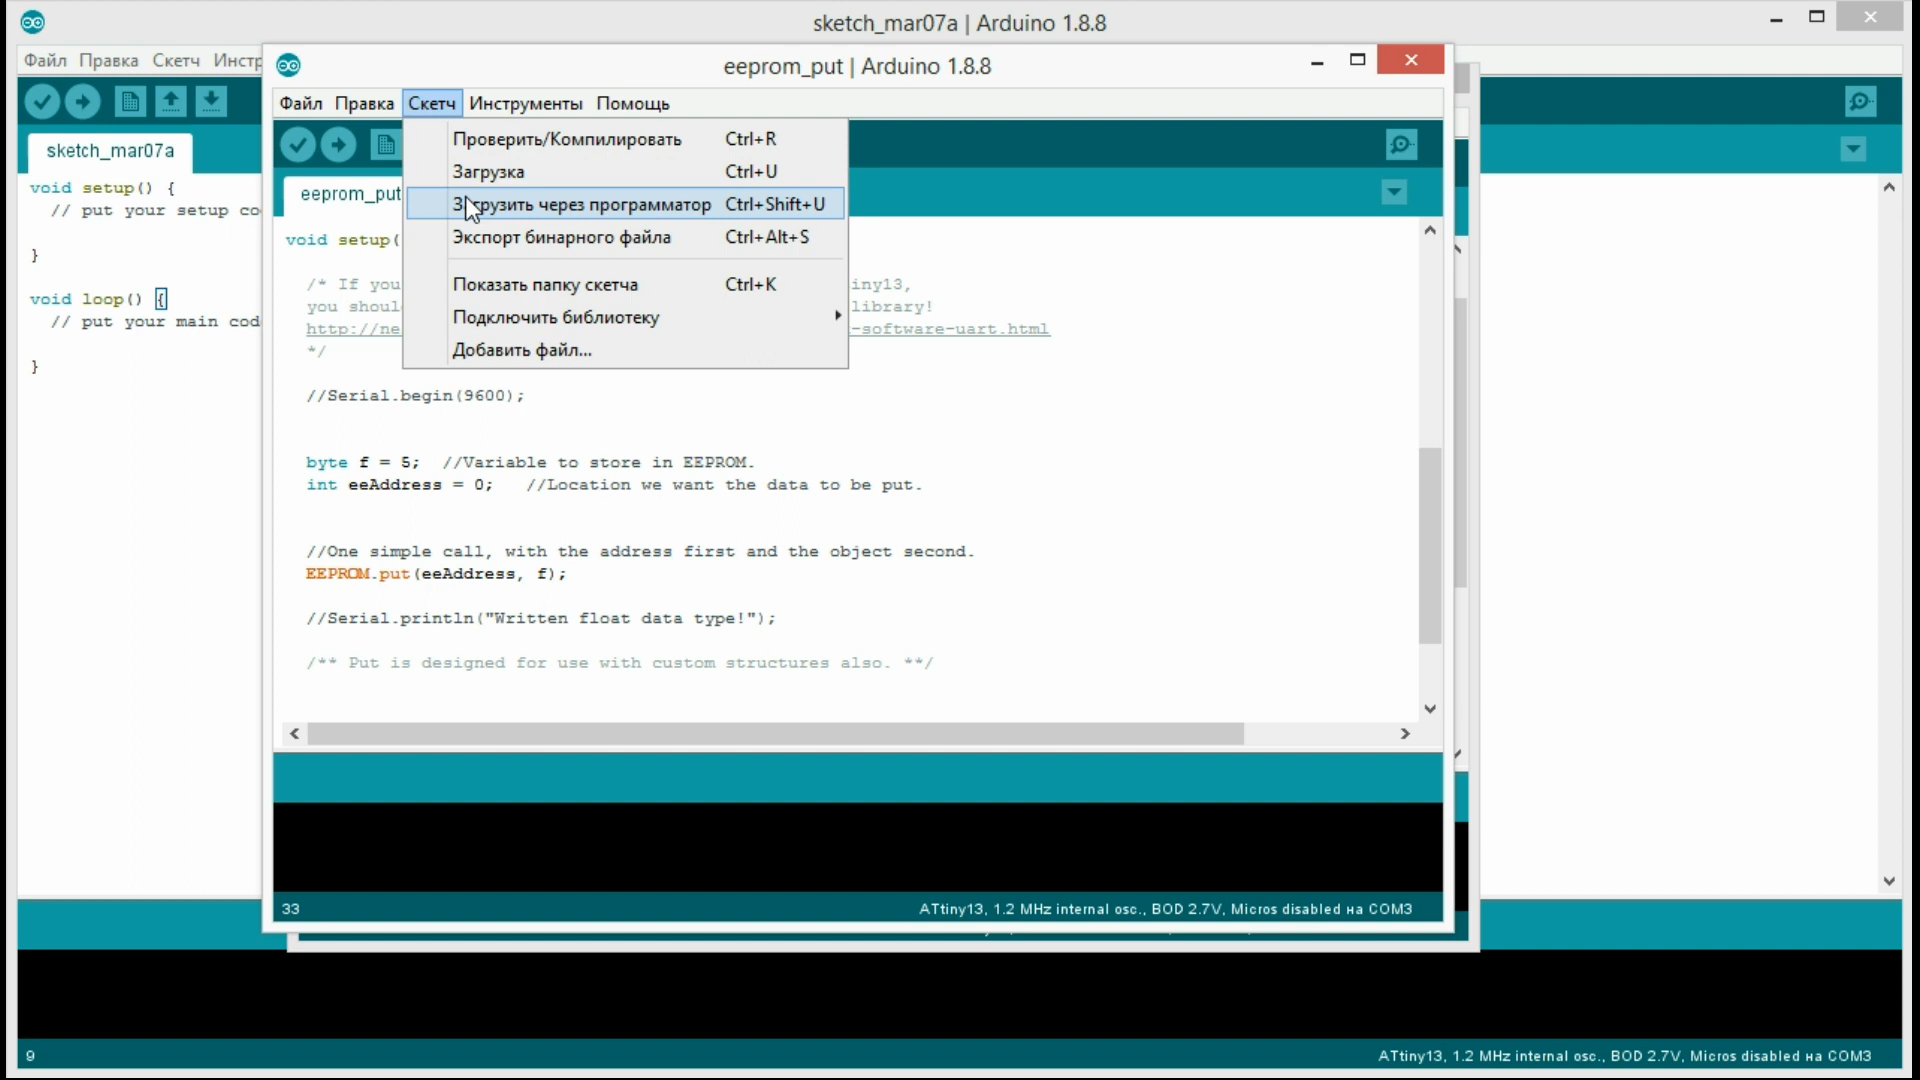 sketch_mar07a | Arduino 1.8.8
Файл Правка Скетч Инстр
sketch_mar07a
void setup() {
// put your setup co
}
void loop() {
// put your main cod
}
eeprom_put | Arduino 1.8.8
Файл Правка Скетч Инструменты Помощь
Проверить/Компилировать Ctrl+R
Загрузка Ctrl+U
Загрузить через программатор Ctrl+Shift+U
Экспорт бинарного файла Ctrl+Alt+S
Показать папку скетча Ctrl+K
Подключить библиотеку
Добавить файл...
eeprom_put
void setup(
/* If you iny13,
you shoul library!
http://ne -software-uart.html
*/
//Serial.begin(9600);
byte f = 5; //Variable to store in EEPROM.
int eeAddress = 0; //Location we want the data to be put.
//One simple call, with the address first and the object second.
EEPROM.put(eeAddress, f);
//Serial.println("Written float data type!");
/** Put is designed for use with custom structures also. **/
33 ATtiny13, 1.2 MHz internal osc., BOD 2.7V, Micros disabled на COM3
9 ATtiny13, 1.2 MHz internal osc., BOD 2.7V, Micros disabled на COM3